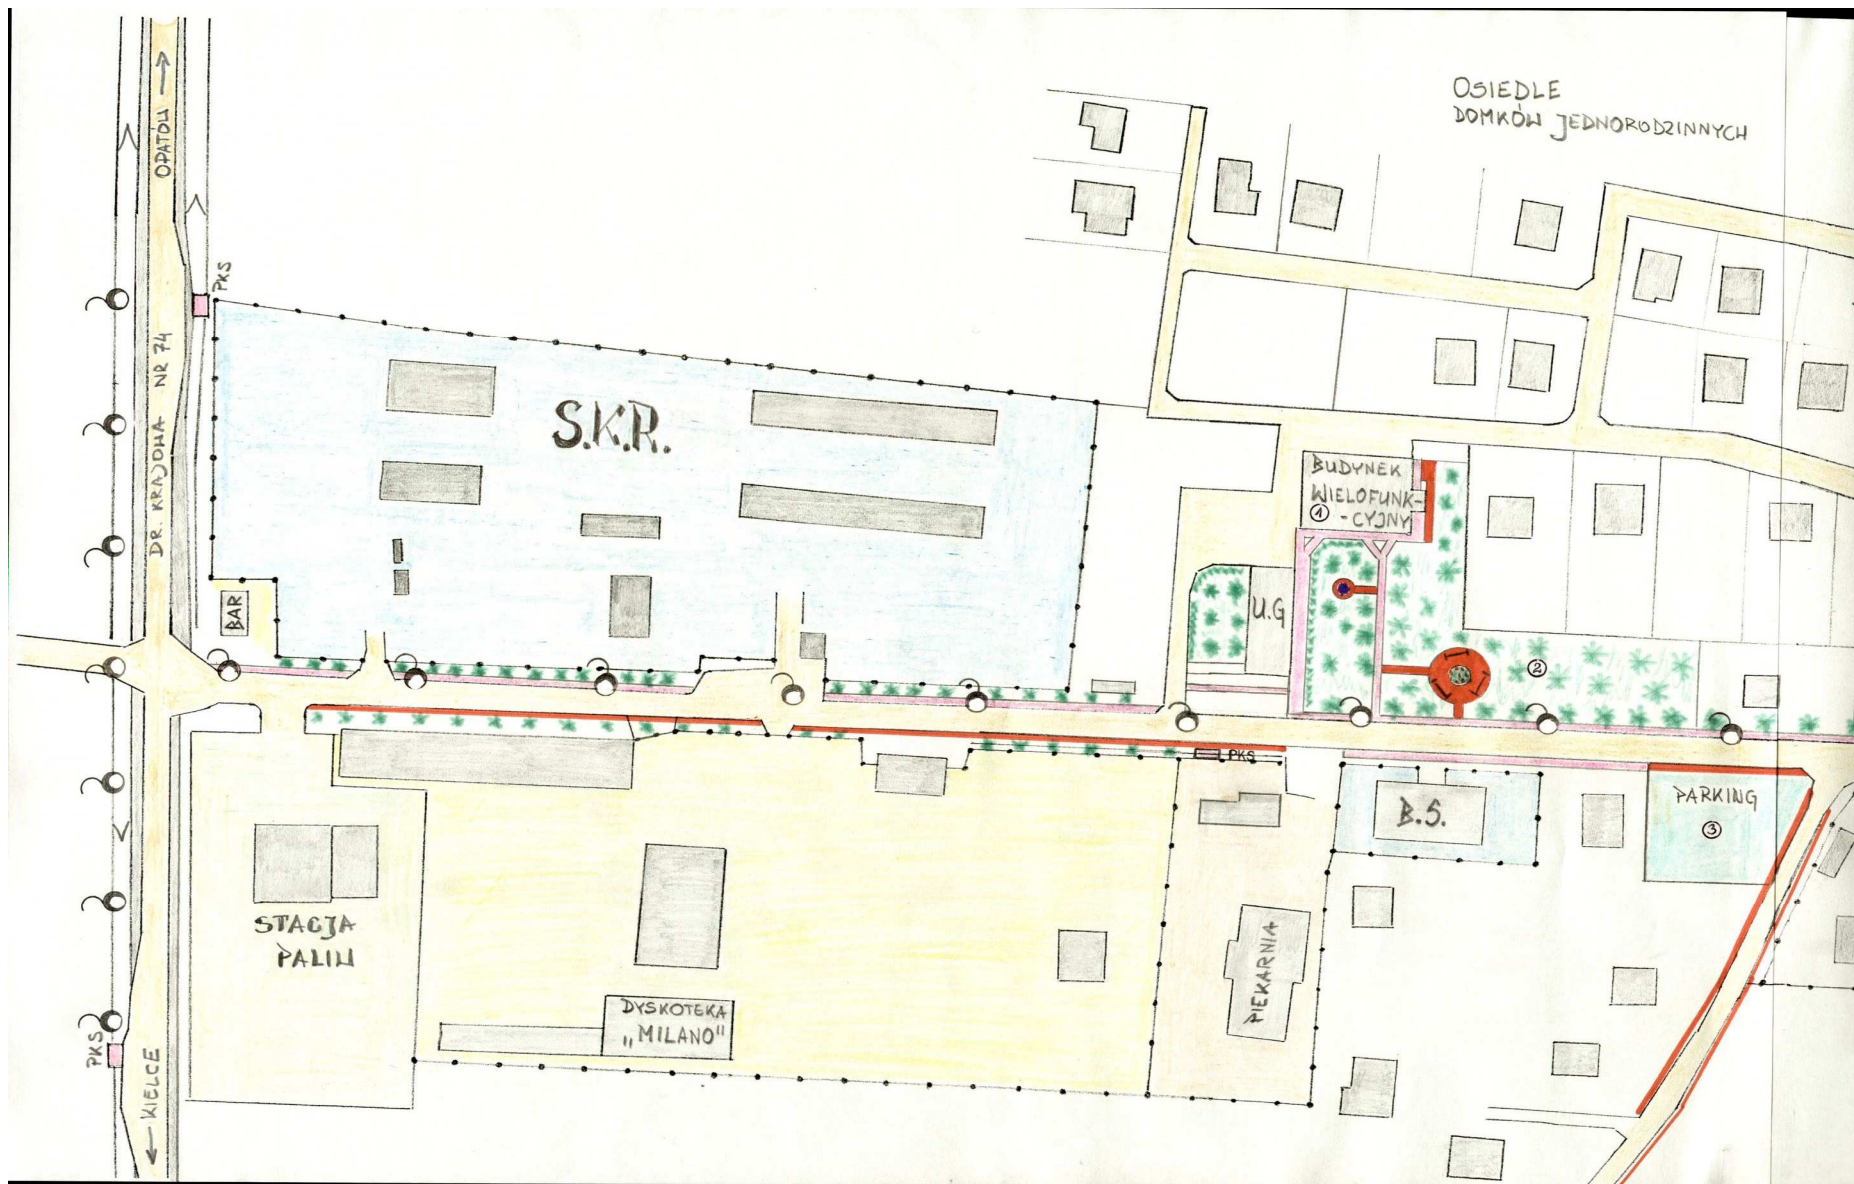 OSIEDLE
DOMKÓW JEDNORODZINNYCH
OPATÓW →
PKS
DR. KRAJOWA NR 74
S.K.R.
BUDYNEK
WIELOFUNK-
- CYJNY
1
BAR
U.G
2
PKS
PARKING
3
B.S.
STACJA
PALIW
PIEKARNIA
DYSKOTEKA
„MILANO"
PKS
← KIELCE